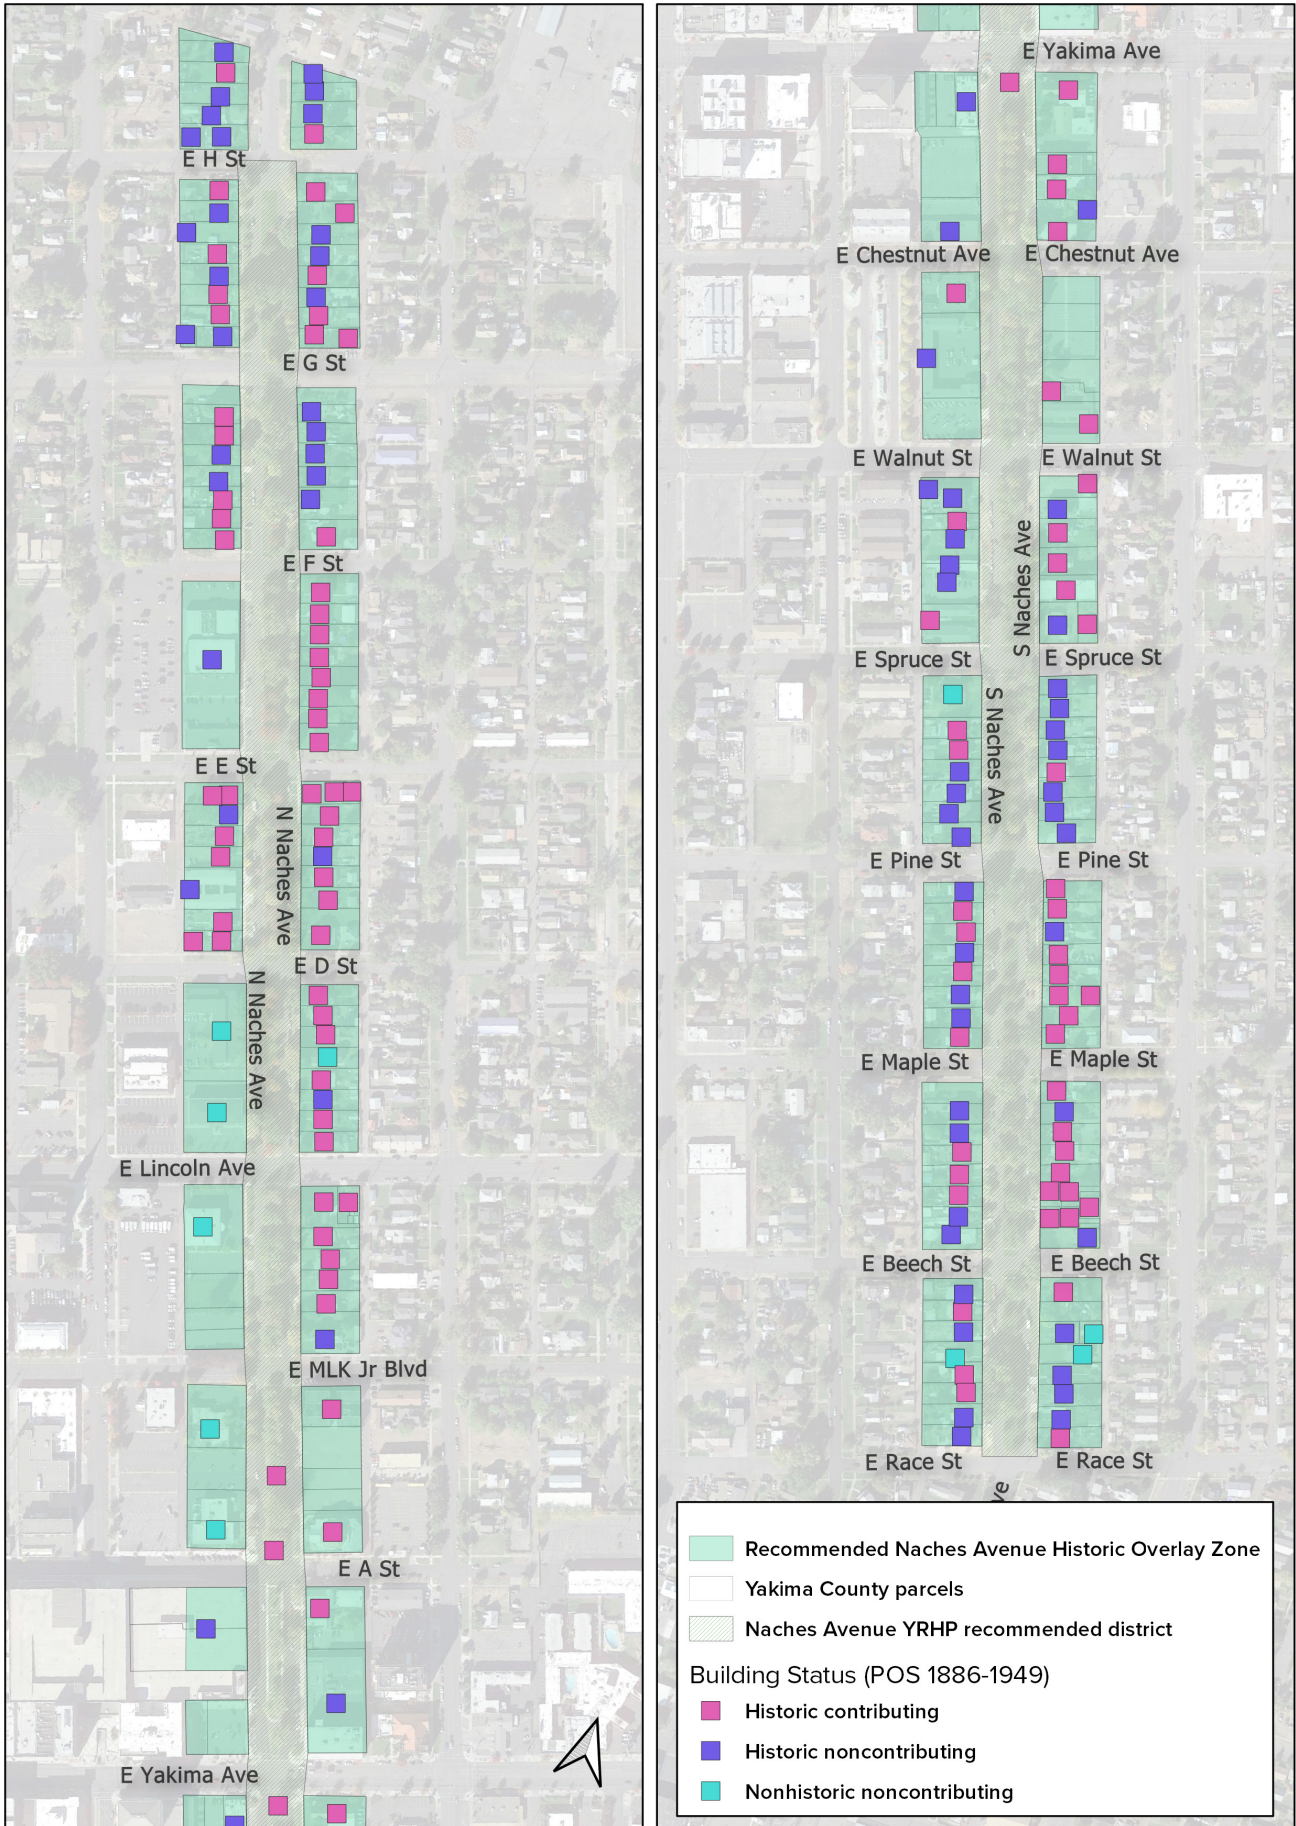 E H St
E G St
E F St
E E St
N Naches Ave
E D St
N Naches Ave
E Lincoln Ave
E MLK Jr Blvd
E A St
E Yakima Ave
E Yakima Ave
E Chestnut Ave
E Chestnut Ave
E Walnut St
E Walnut St
S Naches Ave
E Spruce St
E Spruce St
S Naches Ave
E Pine St
E Pine St
E Maple St
E Maple St
E Beech St
E Beech St
E Race St
E Race St
ve
Recommended Naches Avenue Historic Overlay Zone
Yakima County parcels
Naches Avenue YRHP recommended district
Building Status (POS 1886-1949)
Historic contributing
Historic noncontributing
Nonhistoric noncontributing